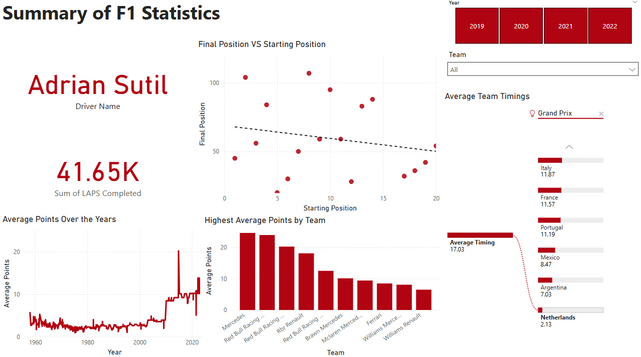 Summary of F1 Statistics
Adrian Sutil
Driver Name
41.65K
Sum of LAPS Completed
Final Position VS Starting Position
Final Position
100
50
0
5
10
15
20
Starting Position
Year
2019
2020
2021
2022
Team
All
Average Team Timings
Grand Prix
Italy
11.87
France
11.57
Portugal
11.19
Mexico
8.47
Argentina
7.03
Netherlands
2.13
Average Timing
17.03
Average Points Over the Years
Average Points
20
10
0
1960
1980
2000
2020
Year
Highest Average Points by Team
Average Points
20
10
0
Mercedes
Red Bull Racing ...
Red Bull Racing ...
Rbr Renault
Red Bull Racing ...
Brawn Mercedes
Mclaren Merced...
Ferrari
Williams Merce...
Williams Renault
Team